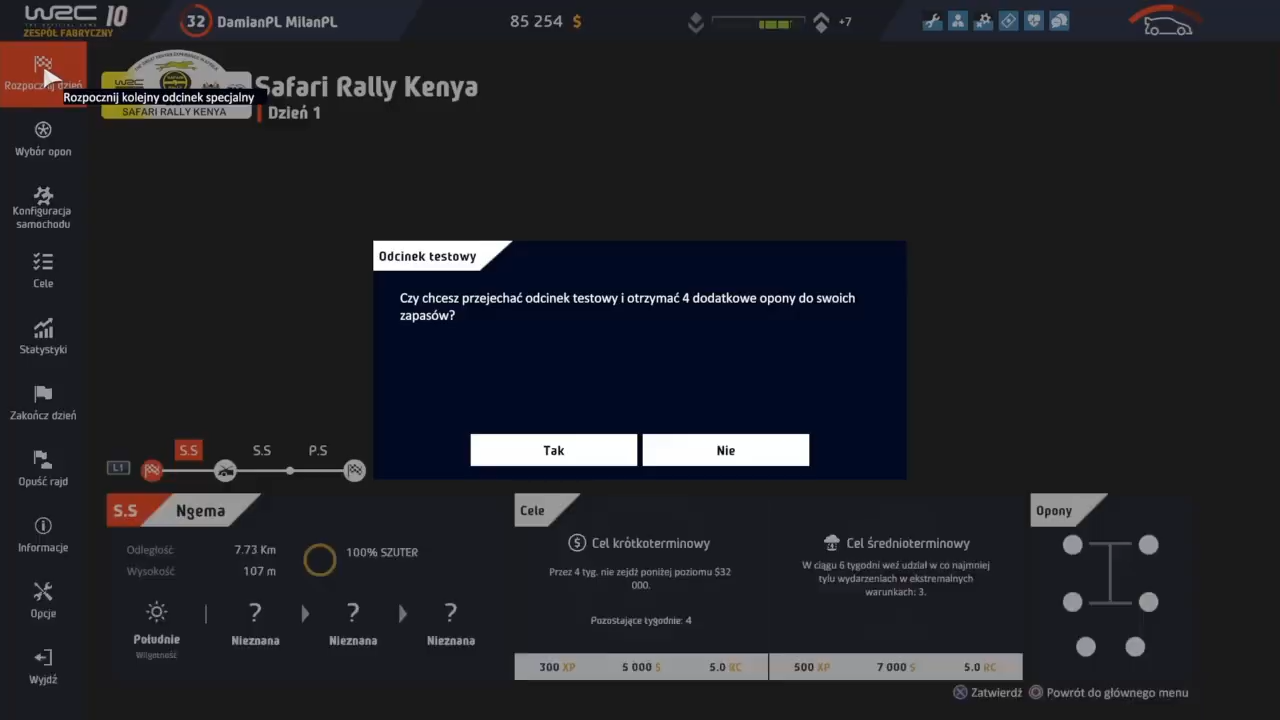 WRC 10
THE OFFICIAL GAME
ZESPÓŁ FABRYCZNY
32 DamianPL MilanPL
85 254 $
+7
Rozpocznij dzień
Rozpocznij kolejny odcinek specjalny
SAFARI RALLY KENYA
Safari Rally Kenya
Dzień 1
Wybór opon
Konfiguracja
samochodu
Cele
Statystyki
Zakończ dzień
Opuść rajd
Informacje
Opcje
Wyjdź
Odcinek testowy
Czy chcesz przejechać odcinek testowy i otrzymać 4 dodatkowe opony do swoich
zapasów?
Tak
Nie
S.S S.S P.S
L1
S.S Ngema
Odległość 7.73 Km
Wysokość 107 m
100% SZUTER
? ? ?
Południe Nieznana Nieznana Nieznana
Wilgotność
Cele
Cel krótkoterminowy
Przez 4 tyg. nie zejdź poniżej poziomu $32
000.
Pozostające tygodnie: 4
300 XP 5 000 $ 5.0 RC
Cel średnioterminowy
W ciągu 6 tygodni weź udział w co najmniej
tylu wydarzeniach w ekstremalnych
warunkach: 3.
500 XP 7 000 $ 5.0 RC
Opony
Zatwierdź Powrót do głównego menu